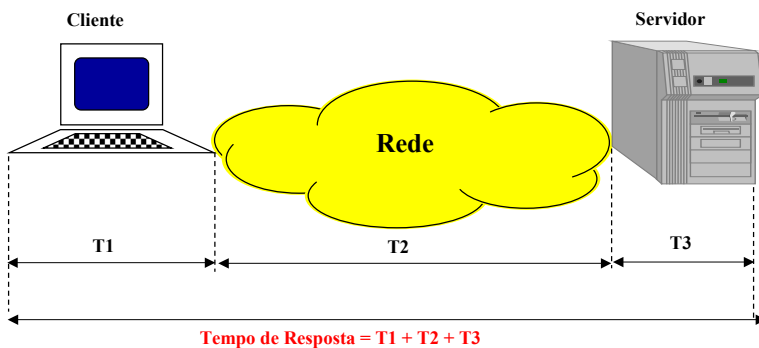 Cliente
Servidor
Rede
T1
T2
T3
Tempo de Resposta = T1 + T2 + T3